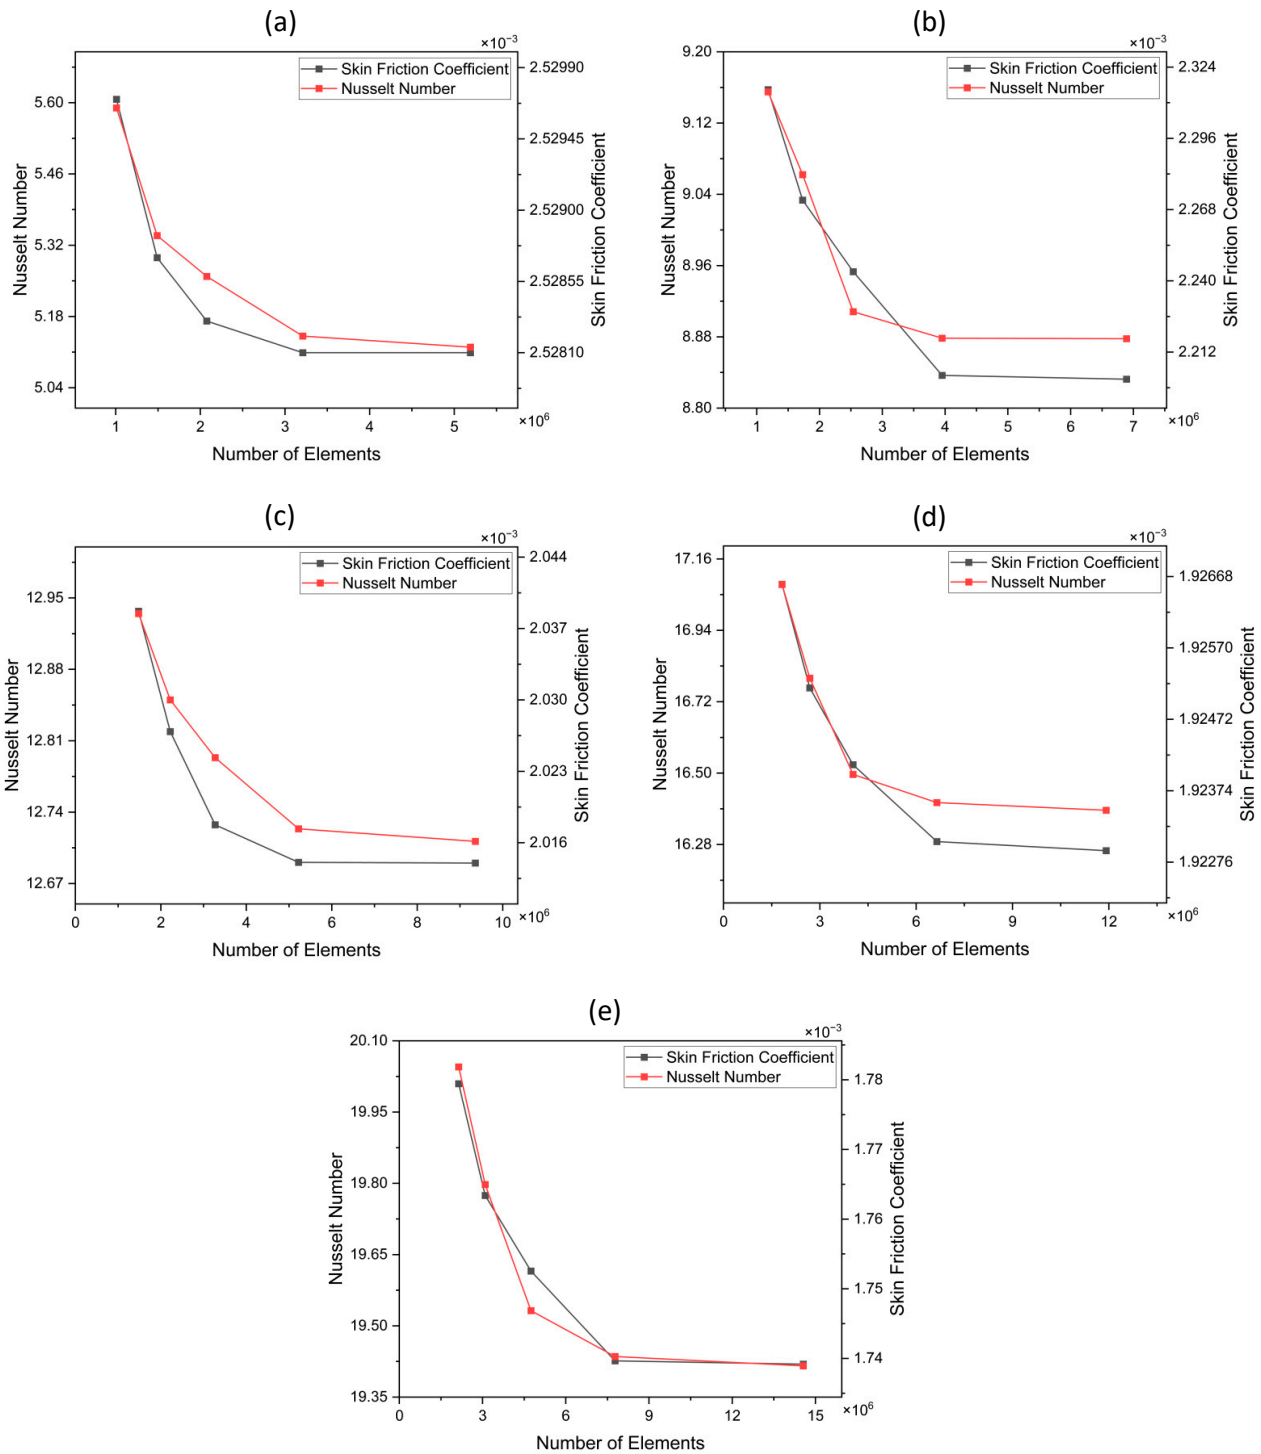 (a)
×10⁻³
Skin Friction Coefficient
Nusselt Number
5.60
5.46
5.32
5.18
5.04
Nusselt Number
2.52990
2.52945
2.52900
2.52855
2.52810
Skin Friction Coefficient
1 2 3 4 5 ×10⁶
Number of Elements
(b)
×10⁻³
Skin Friction Coefficient
Nusselt Number
9.20
9.12
9.04
8.96
8.88
8.80
Nusselt Number
2.324
2.296
2.268
2.240
2.212
Skin Friction Coefficient
1 2 3 4 5 6 7 ×10⁶
Number of Elements
(c)
×10⁻³
Skin Friction Coefficient
Nusselt Number
12.95
12.88
12.81
12.74
12.67
Nusselt Number
2.044
2.037
2.030
2.023
2.016
Skin Friction Coefficient
0 2 4 6 8 10 ×10⁶
Number of Elements
(d)
×10⁻³
Skin Friction Coefficient
Nusselt Number
17.16
16.94
16.72
16.50
16.28
Nusselt Number
1.92668
1.92570
1.92472
1.92374
1.92276
Skin Friction Coefficient
0 3 6 9 12 ×10⁶
Number of Elements
(e)
×10⁻³
Skin Friction Coefficient
Nusselt Number
20.10
19.95
19.80
19.65
19.50
19.35
Nusselt Number
1.78
1.77
1.76
1.75
1.74
Skin Friction Coefficient
0 3 6 9 12 15 ×10⁶
Number of Elements